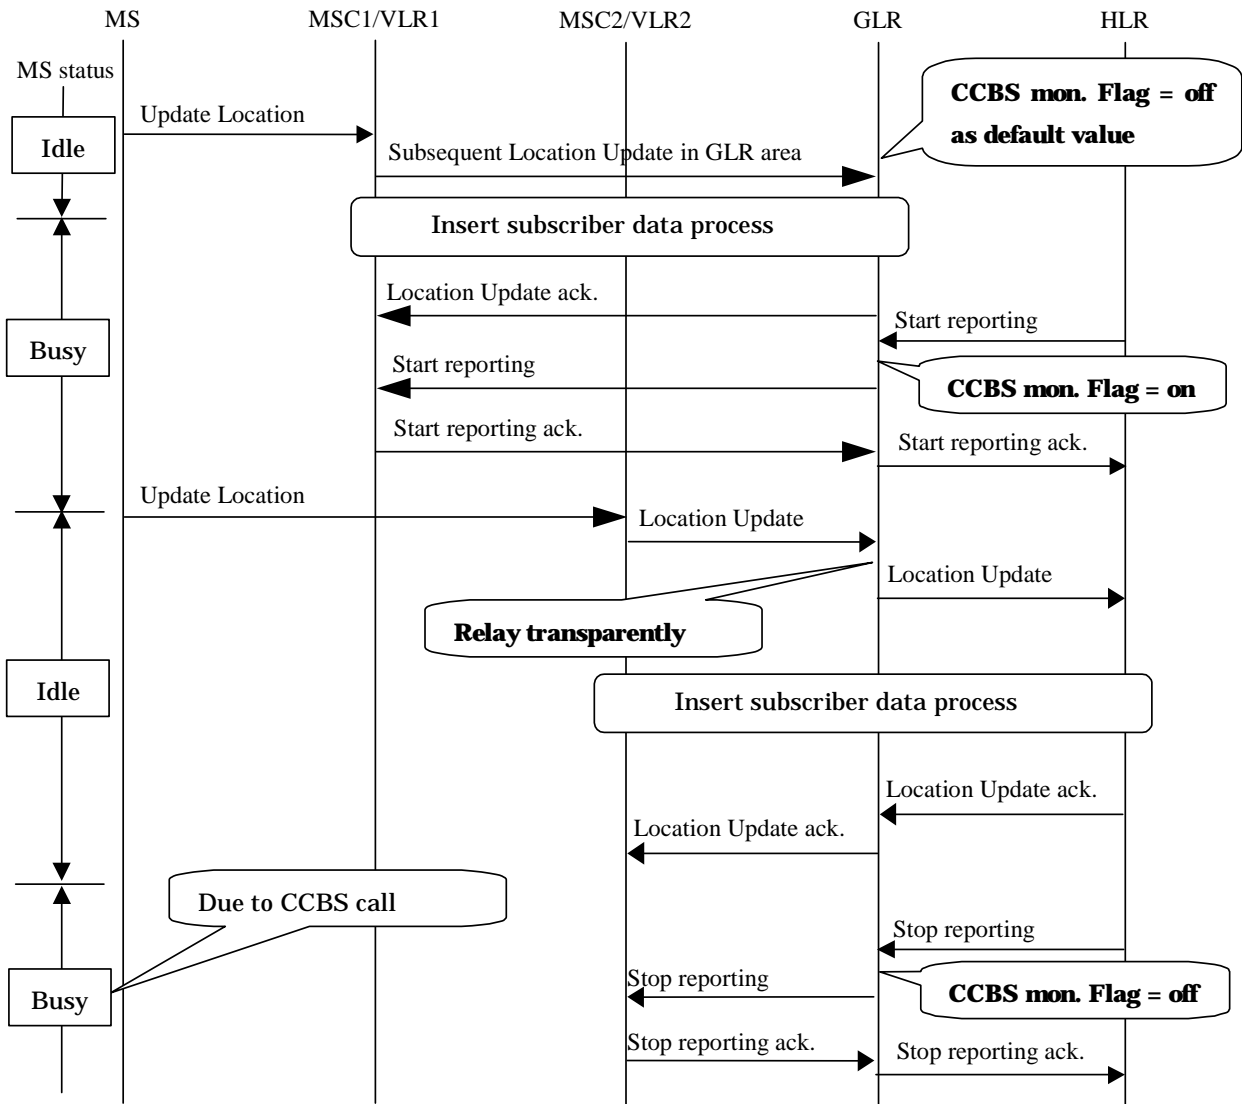 MS MSC1/VLR1 MSC2/VLR2 GLR HLR
MS status
CCBS mon. Flag = off
as default value
Update Location
Idle
Subsequent Location Update in GLR area
Insert subscriber data process
Location Update ack.
Start reporting
Busy
Start reporting
CCBS mon. Flag = on
Start reporting ack.
Start reporting ack.
Update Location
Location Update
Location Update
Relay transparently
Idle
Insert subscriber data process
Location Update ack.
Location Update ack.
Due to CCBS call
Stop reporting
Stop reporting
CCBS mon. Flag = off
Busy
Stop reporting ack.
Stop reporting ack.